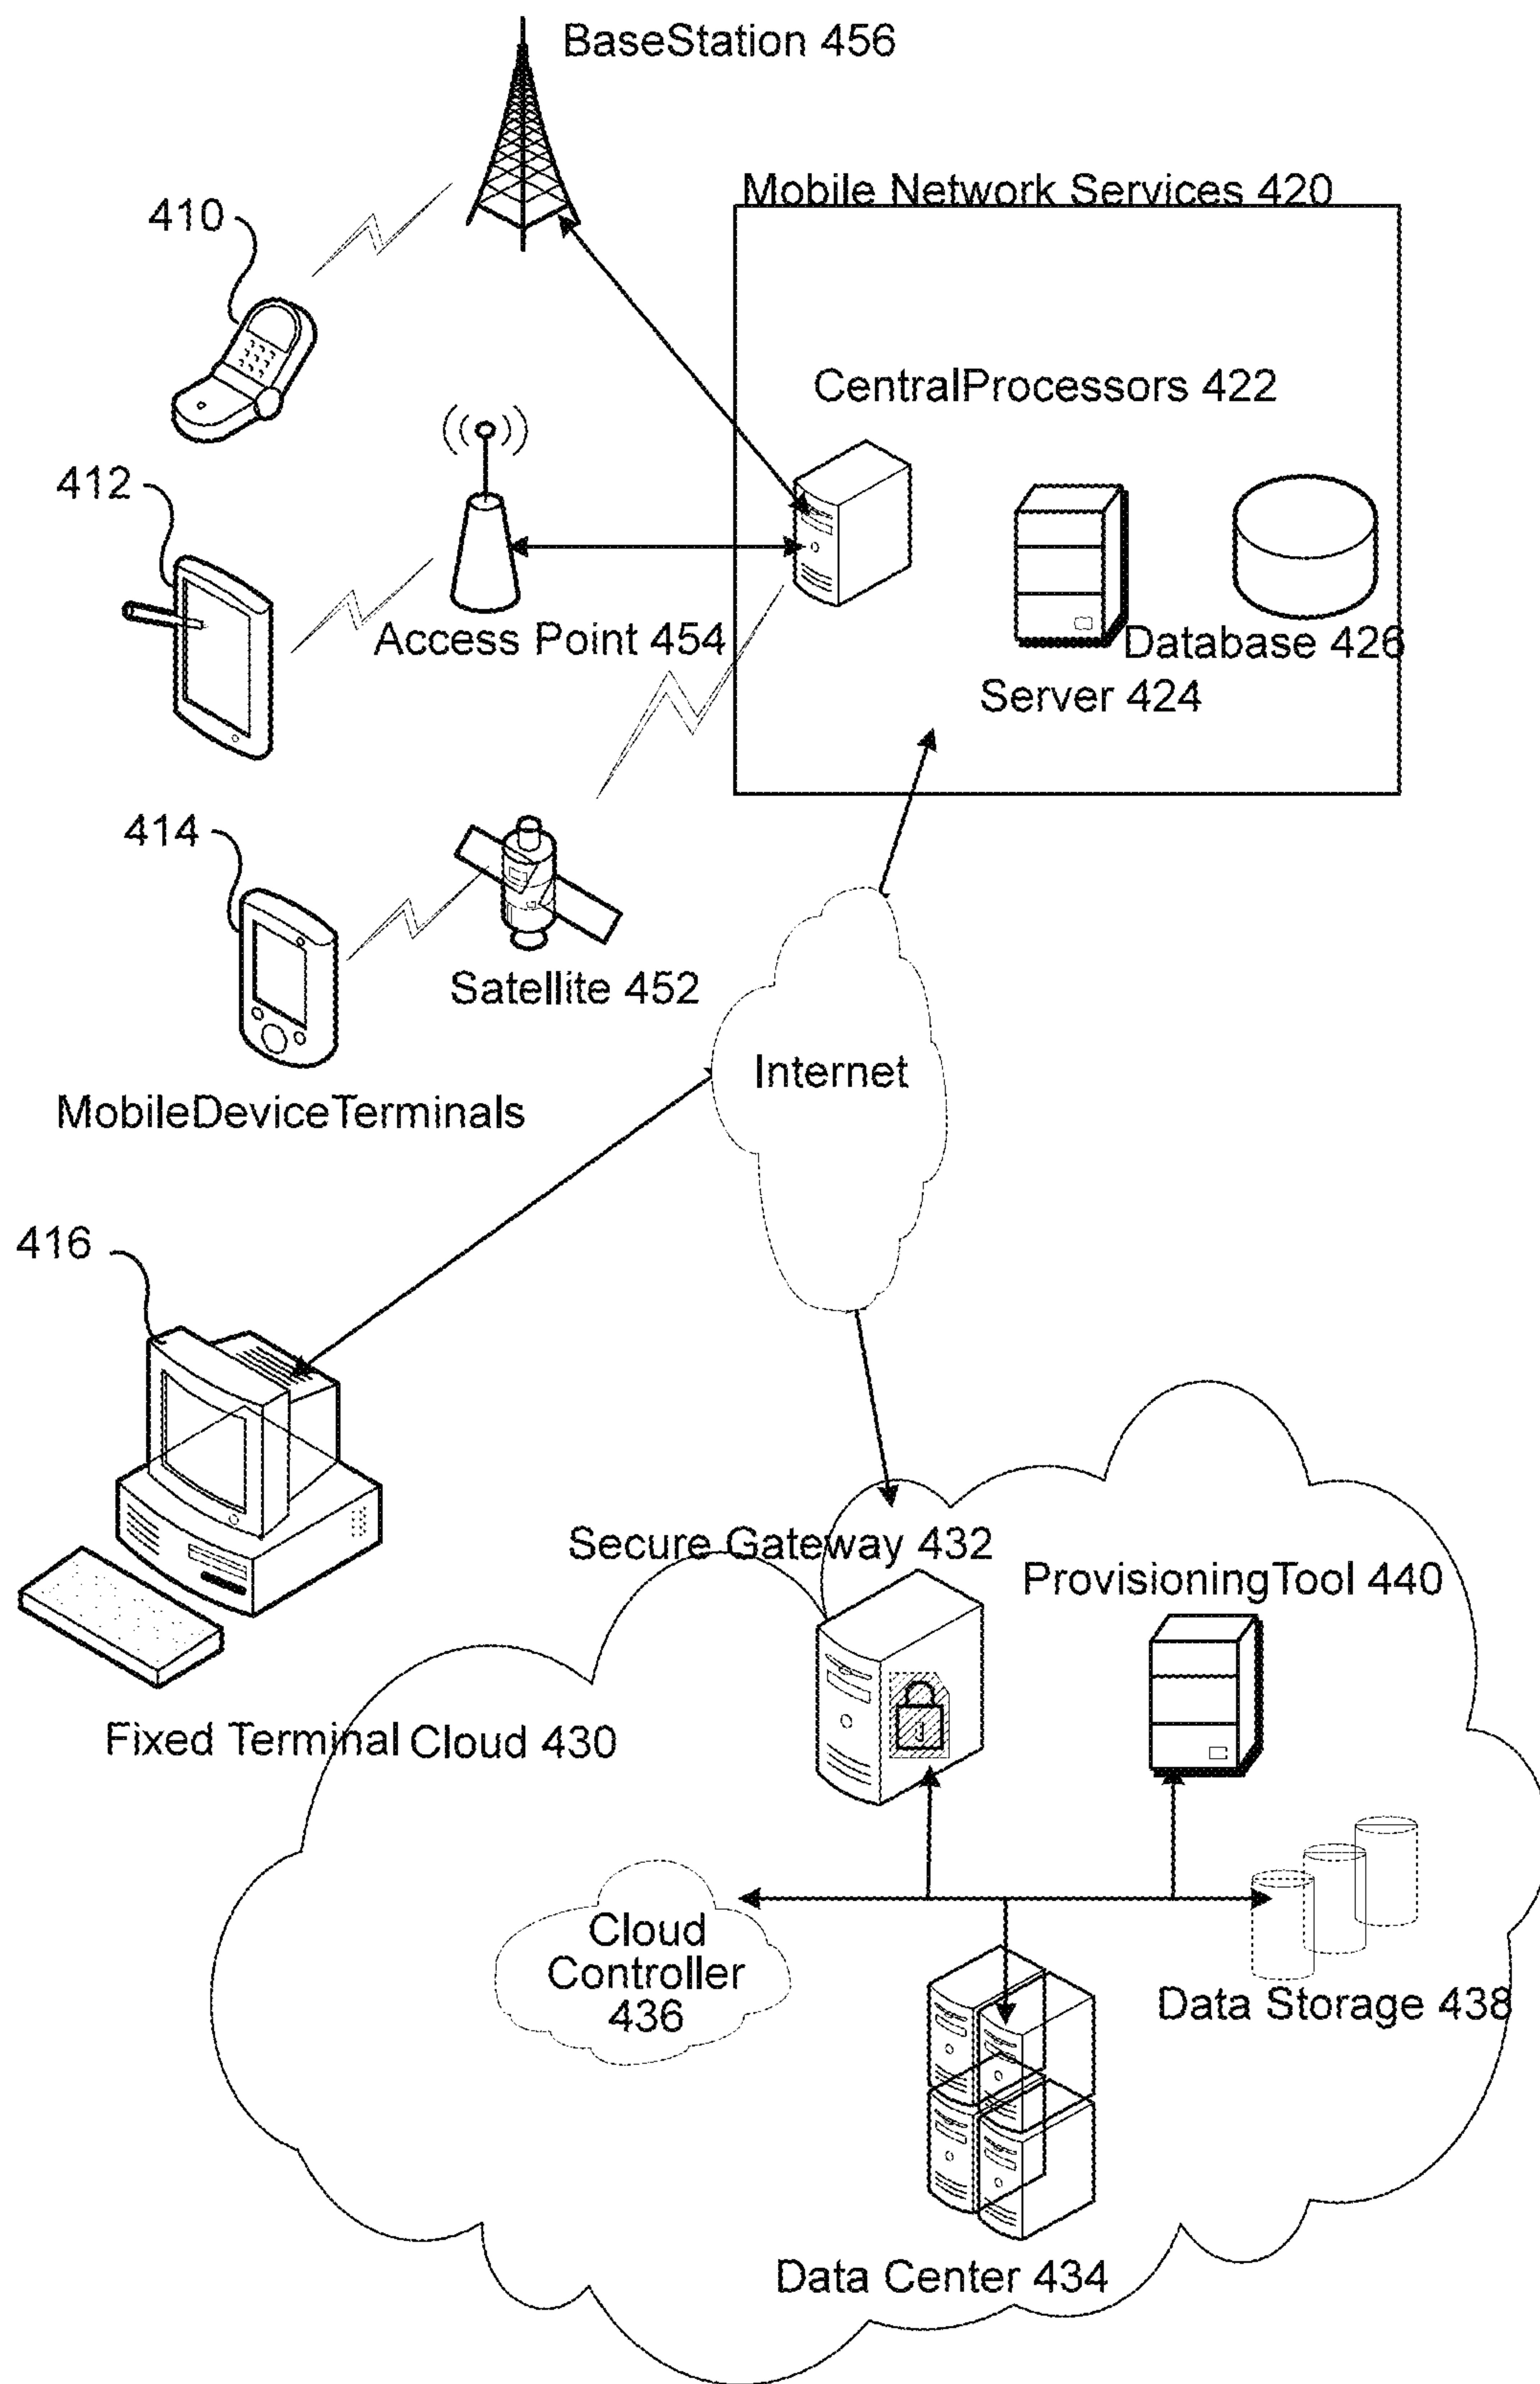 BaseStation 456
Mobile Network Services 420
410
CentralProcessors 422
412
Access Point 454
Database 426
Server 424
414
Satellite 452
Internet
MobileDeviceTerminals
416
Secure Gateway 432
ProvisioningTool 440
Fixed Terminal Cloud 430
Cloud
Controller
436
Data Storage 438
Data Center 434